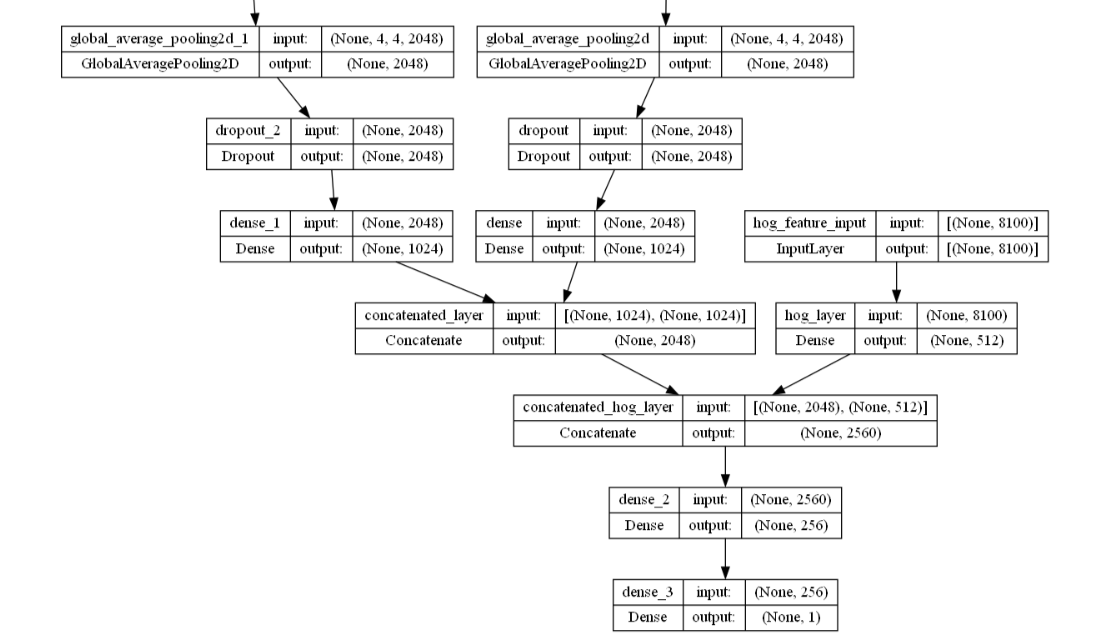 global_average_pooling2d_1 input: (None, 4, 4, 2048)
GlobalAveragePooling2D output: (None, 2048)
global_average_pooling2d input: (None, 4, 4, 2048)
GlobalAveragePooling2D output: (None, 2048)
dropout_2 input: (None, 2048)
Dropout output: (None, 2048)
dropout input: (None, 2048)
Dropout output: (None, 2048)
dense_1 input: (None, 2048)
Dense output: (None, 1024)
dense input: (None, 2048)
Dense output: (None, 1024)
hog_feature_input input: [(None, 8100)]
InputLayer output: [(None, 8100)]
concatenated_layer input: [(None, 1024), (None, 1024)]
Concatenate output: (None, 2048)
hog_layer input: (None, 8100)
Dense output: (None, 512)
concatenated_hog_layer input: [(None, 2048), (None, 512)]
Concatenate output: (None, 2560)
dense_2 input: (None, 2560)
Dense output: (None, 256)
dense_3 input: (None, 256)
Dense output: (None, 1)